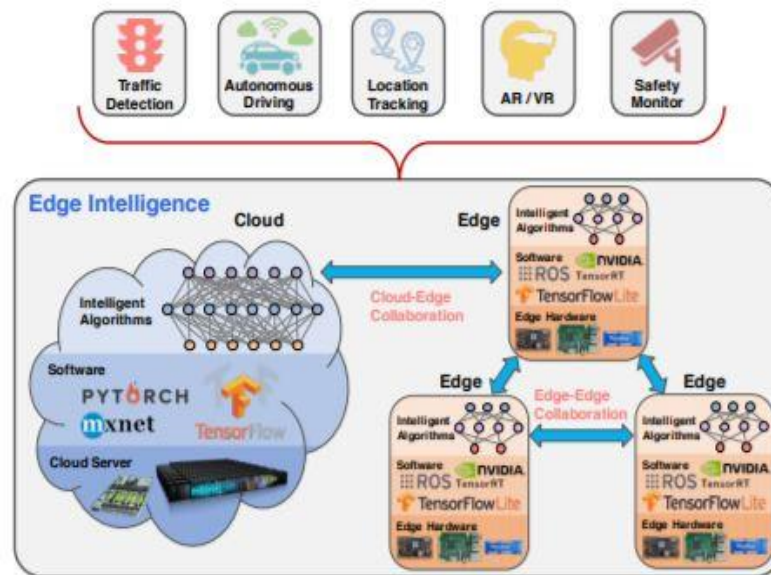 Traffic
Detection
Autonomous
Driving
Location
Tracking
AR / VR
Safety
Monitor
Edge Intelligence
Cloud
Intelligent
Algorithms
Software
PYTORCH
mxnet
TensorFlow
Cloud Server
Cloud-Edge
Collaboration
Edge
Intelligent
Algorithms
Software
NVIDIA
ROS TensorRT
TensorFlowLite
Edge Hardware
Edge
Intelligent
Algorithms
Software
NVIDIA
ROS TensorRT
TensorFlowLite
Edge Hardware
Edge-Edge
Collaboration
Edge
Intelligent
Algorithms
Software
NVIDIA
ROS TensorRT
TensorFlowLite
Edge Hardware